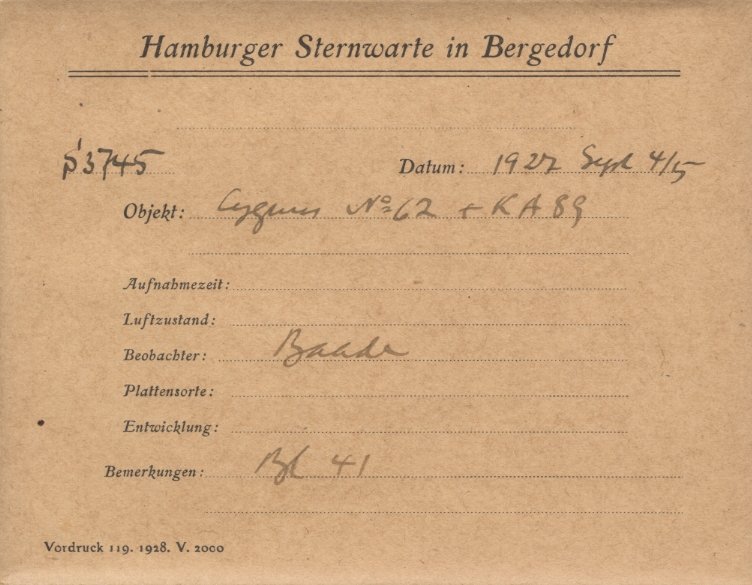 Hamburger Sternwarte in Bergedorf
p'3745 Datum: 1927 Sept 4/5
Objekt: Cygnus No 62 + KA 89
Aufnahmezeit:
Luftzustand:
Beobachter: Baade
Plattensorte:
Entwicklung:
Bemerkungen: 41
Vordruck 119. 1928. V. 2000